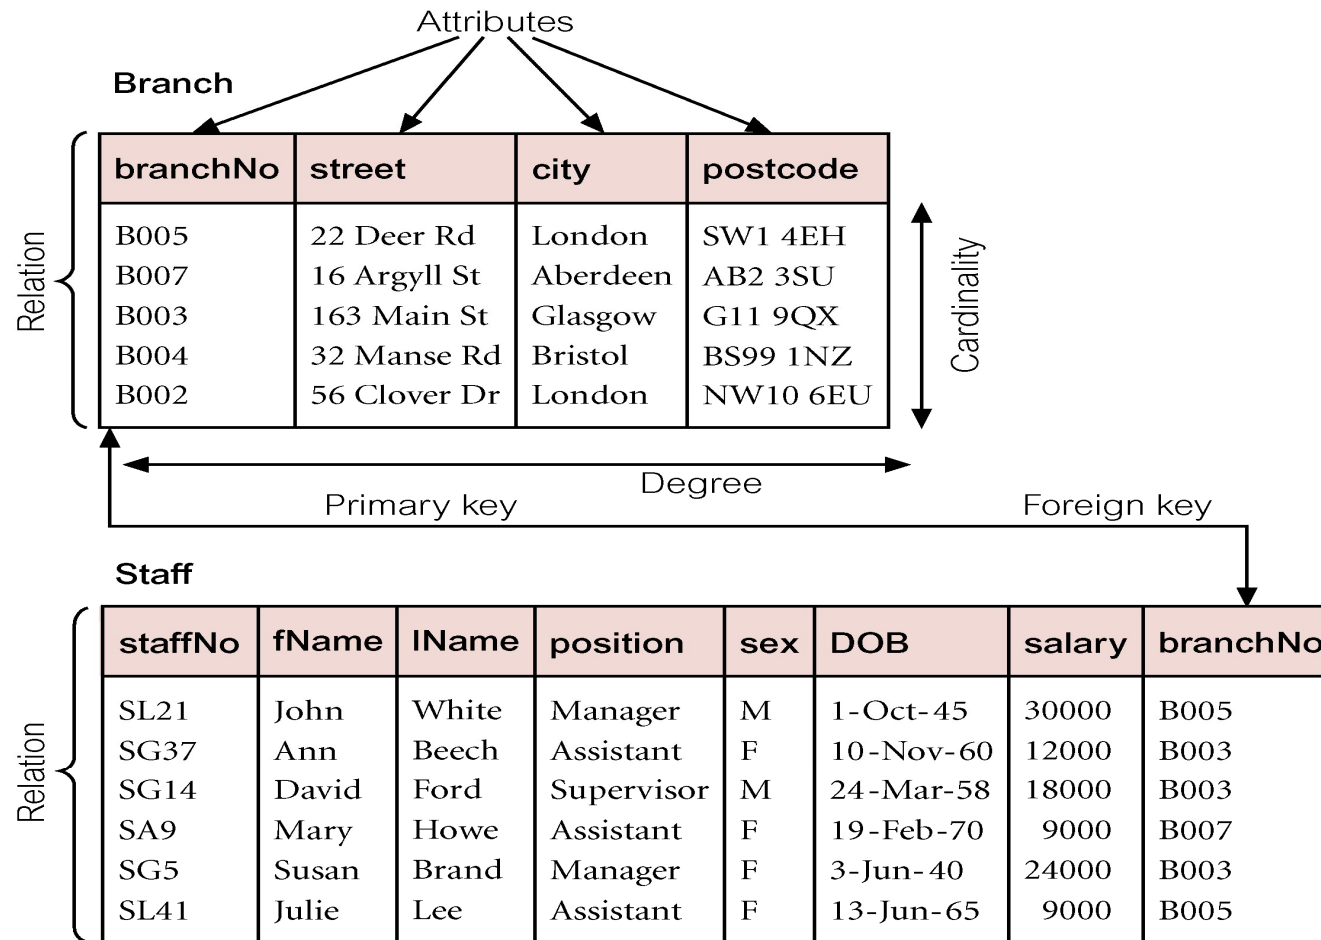 Attributes
Branch
branchNo street city postcode
B005 22 Deer Rd London SW1 4EH
B007 16 Argyll St Aberdeen AB2 3SU
B003 163 Main St Glasgow G11 9QX
B004 32 Manse Rd Bristol BS99 1NZ
B002 56 Clover Dr London NW10 6EU
Relation
Cardinality
Degree
Primary key Foreign key
Staff
staffNo fName lName position sex DOB salary branchNo
SL21 John White Manager M 1-Oct-45 30000 B005
SG37 Ann Beech Assistant F 10-Nov-60 12000 B003
SG14 David Ford Supervisor M 24-Mar-58 18000 B003
SA9 Mary Howe Assistant F 19-Feb-70 9000 B007
SG5 Susan Brand Manager F 3-Jun-40 24000 B003
SL41 Julie Lee Assistant F 13-Jun-65 9000 B005
Relation